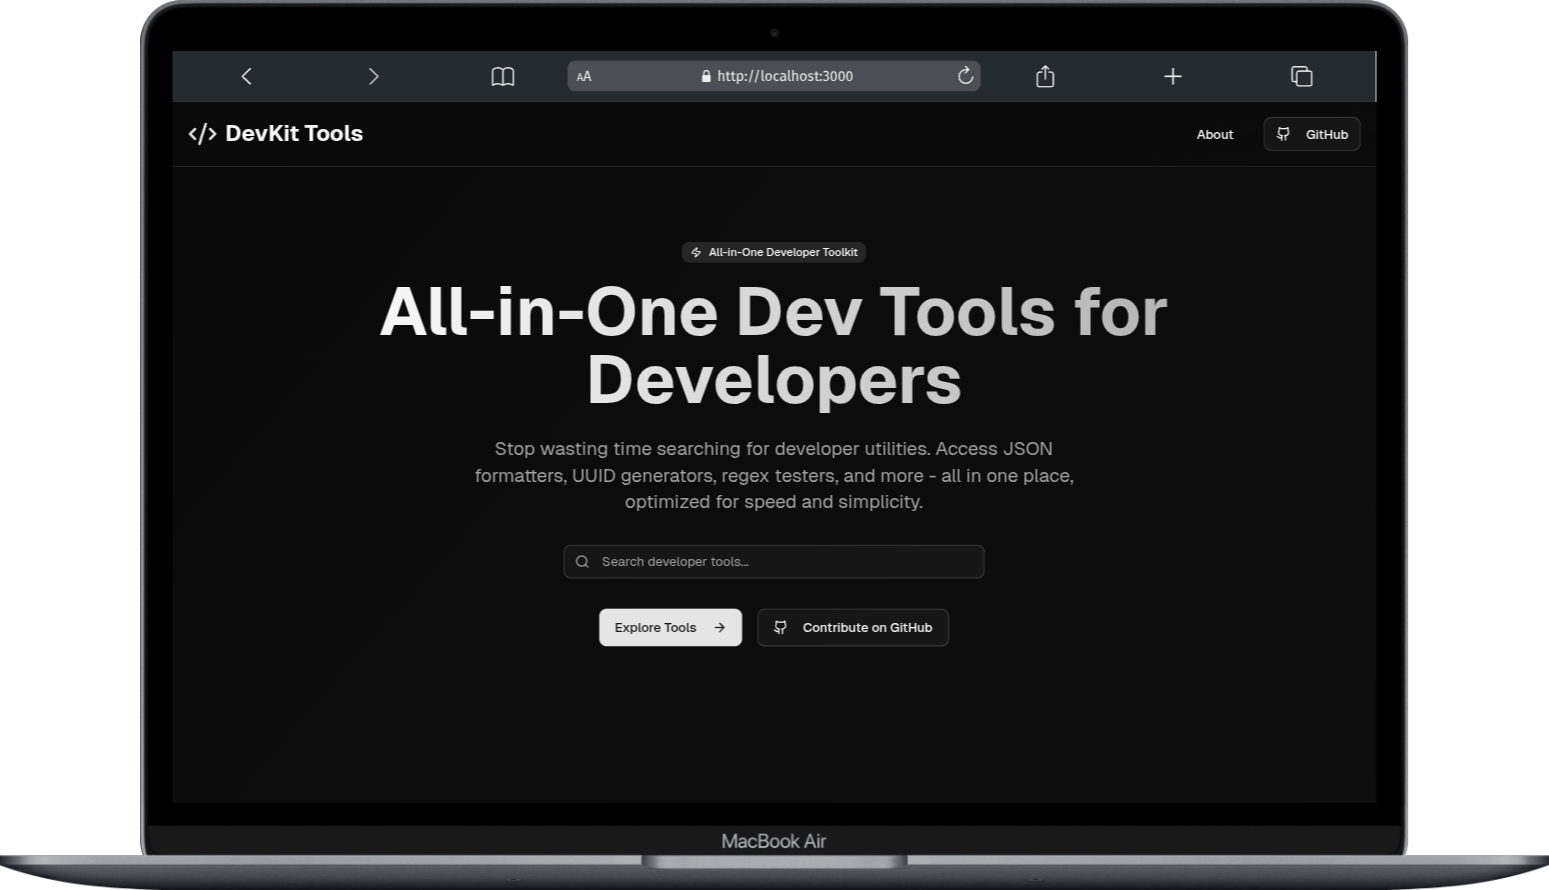 AA
http://localhost:3000
</> DevKit Tools
About
GitHub
All-in-One Developer Toolkit
All-in-One Dev Tools for
Developers
Stop wasting time searching for developer utilities. Access JSON
formatters, UUID generators, regex testers, and more - all in one place,
optimized for speed and simplicity.
Search developer tools...
Explore Tools
Contribute on GitHub
MacBook Air